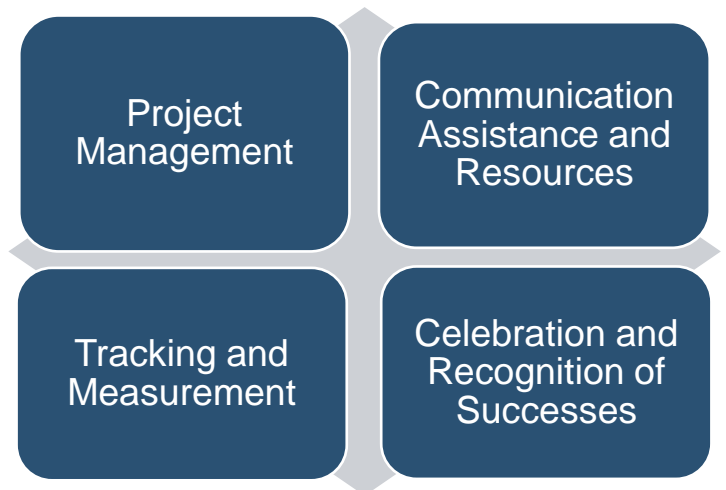 Project
Management
Communication
Assistance and
Resources
Tracking and
Measurement
Celebration and
Recognition of
Successes